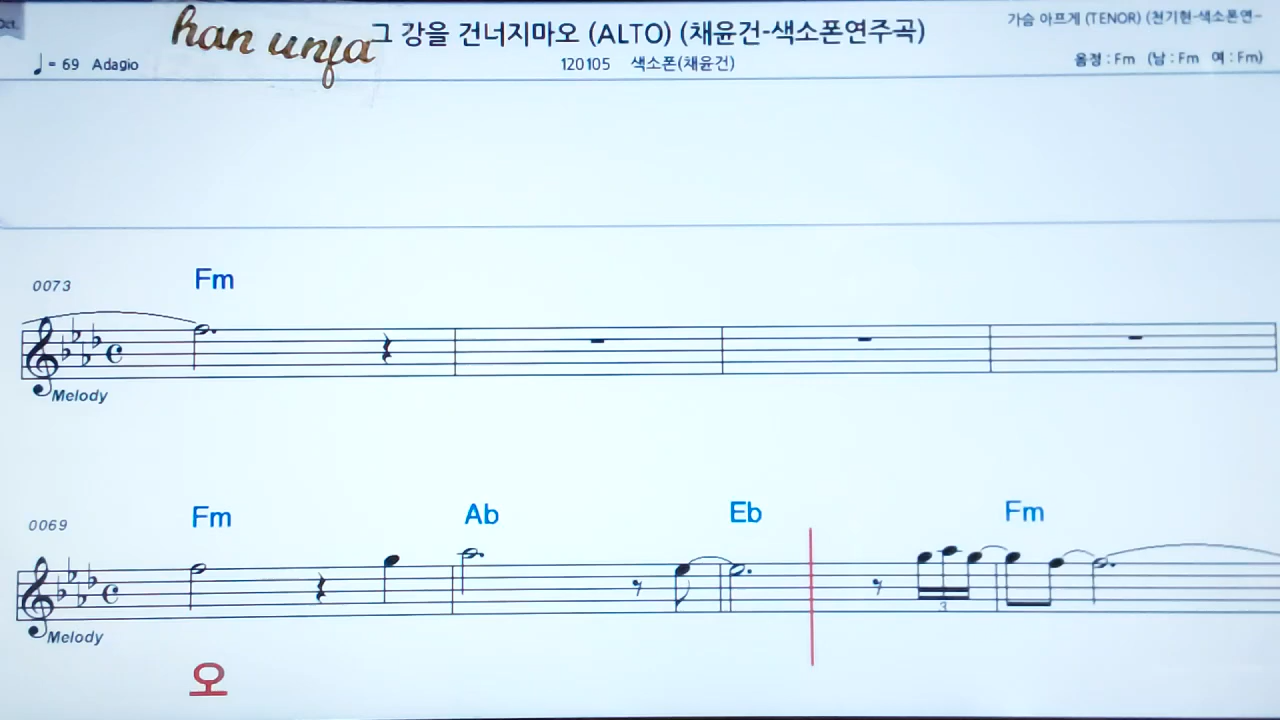 Oct.
han unfa
그 강을 건너지마오 (ALTO) (채윤건-색소폰연주곡)
가슴 아프게 (TENOR) (천기현-색소폰연-
♩= 69 Adagio
120105 색소폰(채윤건)
음정 : Fm (남 : Fm 여 : Fm)
0073
Fm
Melody
0069
Fm Ab Eb Fm
3
Melody
오